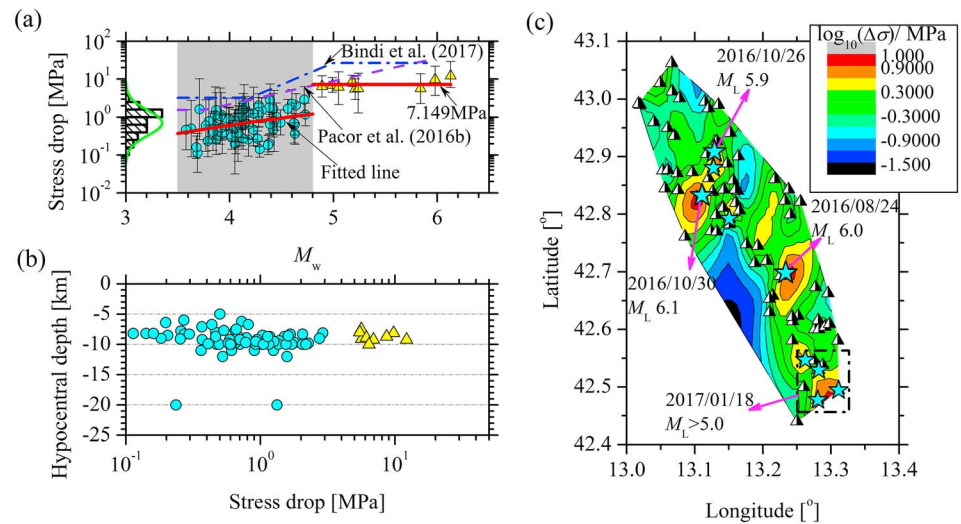 (a)
Stress drop [MPa]
10²
10¹
10⁰
10⁻¹
10⁻²
Bindi et al. (2017)
7.149MPa
Pacor et al. (2016b)
Fitted line
3 4 5 6
M_w
(b)
Hypocentral depth [km]
0
-5
-10
-15
-20
-25
10⁻¹ 10⁰ 10¹
Stress drop [MPa]
(c)
Latitude [°]
43.1
43.0
42.9
42.8
42.7
42.6
42.5
42.4
2016/10/26
M_L 5.9
log₁₀(Δσ)/ MPa
1.000
0.9000
0.3000
-0.3000
-0.9000
-1.500
2016/08/24
M_L 6.0
2016/10/30
M_L 6.1
2017/01/18
M_L>5.0
13.0 13.1 13.2 13.3 13.4
Longitude [°]